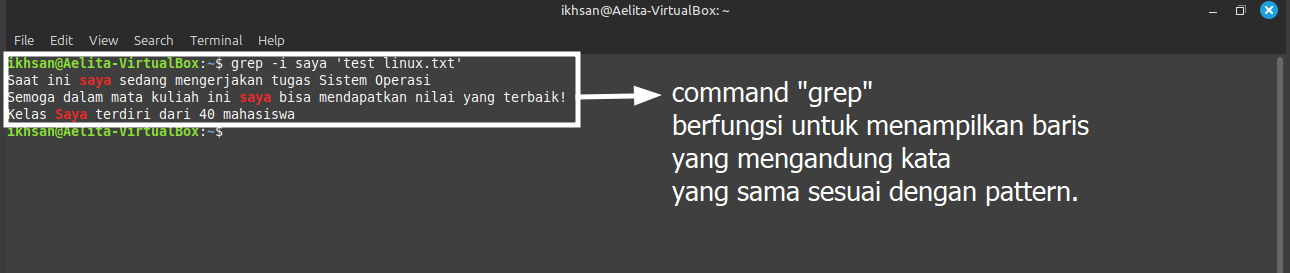 ikhsan@Aelita-VirtualBox: ~
File Edit View Search Terminal Help
ikhsan@Aelita-VirtualBox:~$ grep -i saya 'test linux.txt'
Saat ini saya sedang mengerjakan tugas Sistem Operasi
Semoga dalam mata kuliah ini saya bisa mendapatkan nilai yang terbaik!
Kelas Saya terdiri dari 40 mahasiswa
ikhsan@Aelita-VirtualBox:~$
command "grep"
berfungsi untuk menampilkan baris
yang mengandung kata
yang sama sesuai dengan pattern.